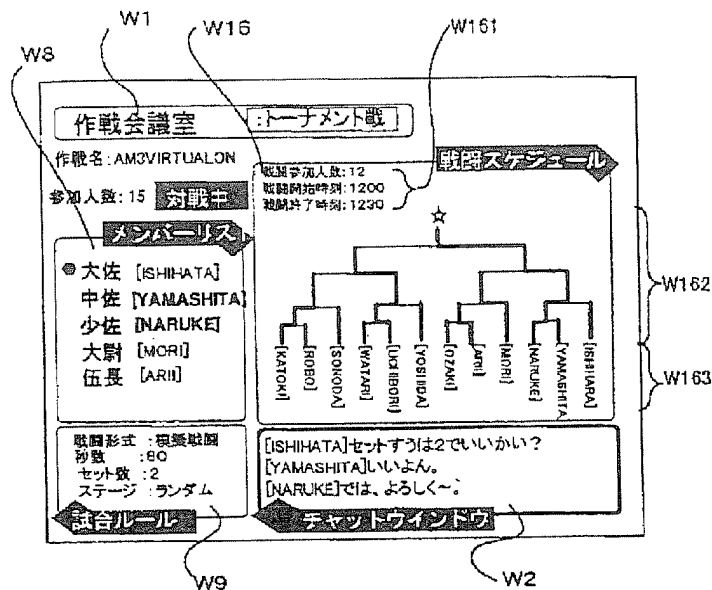 W1
W16
W161
W8
作戦会議室
:トーナメント戦
作戦名:AM3VIRTUALON
戦闘スケジュール
戦闘参加人数:12
戦闘開始時刻:1200
戦闘終了時刻:1230
参加人数:15
対戦中
メンバーリスト
大佐 [ISHIHATA]
中佐 [YAMASHITA]
少佐 [NARUKE]
大尉 [MORI]
伍長 [ARII]
☆
W162
[KATOKI]
[ROBO]
[SONODA]
[WATARI]
[UCHIBORI]
[YOSHIDA]
[OZAKI]
[ARII]
[MORI]
[NARUKE]
[YAMASHITA]
[ISHIHARA]
W163
戦闘形式 :模擬戦闘
秒数 :80
セット数 :2
ステージ :ランダム
試合ルール
[ISHIHATA]セットすうは2でいいかい?
[YAMASHITA]いいよん。
[NARUKE]では、よろしく~。
チャットウインドウ
W9
W2